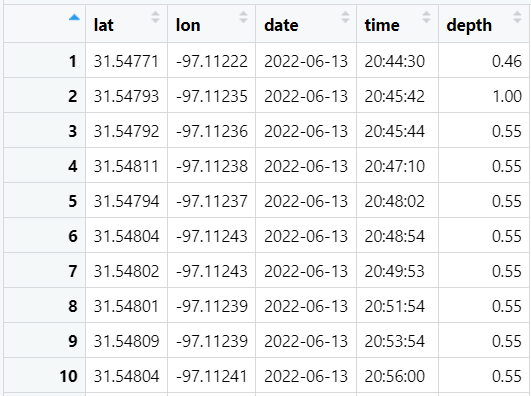 lat lon date time depth
1 31.54771 -97.11222 2022-06-13 20:44:30 0.46
2 31.54793 -97.11235 2022-06-13 20:45:42 1.00
3 31.54792 -97.11236 2022-06-13 20:45:44 0.55
4 31.54811 -97.11238 2022-06-13 20:47:10 0.55
5 31.54794 -97.11237 2022-06-13 20:48:02 0.55
6 31.54804 -97.11243 2022-06-13 20:48:54 0.55
7 31.54802 -97.11243 2022-06-13 20:49:53 0.55
8 31.54801 -97.11239 2022-06-13 20:51:54 0.55
9 31.54809 -97.11239 2022-06-13 20:53:54 0.55
10 31.54804 -97.11241 2022-06-13 20:56:00 0.55